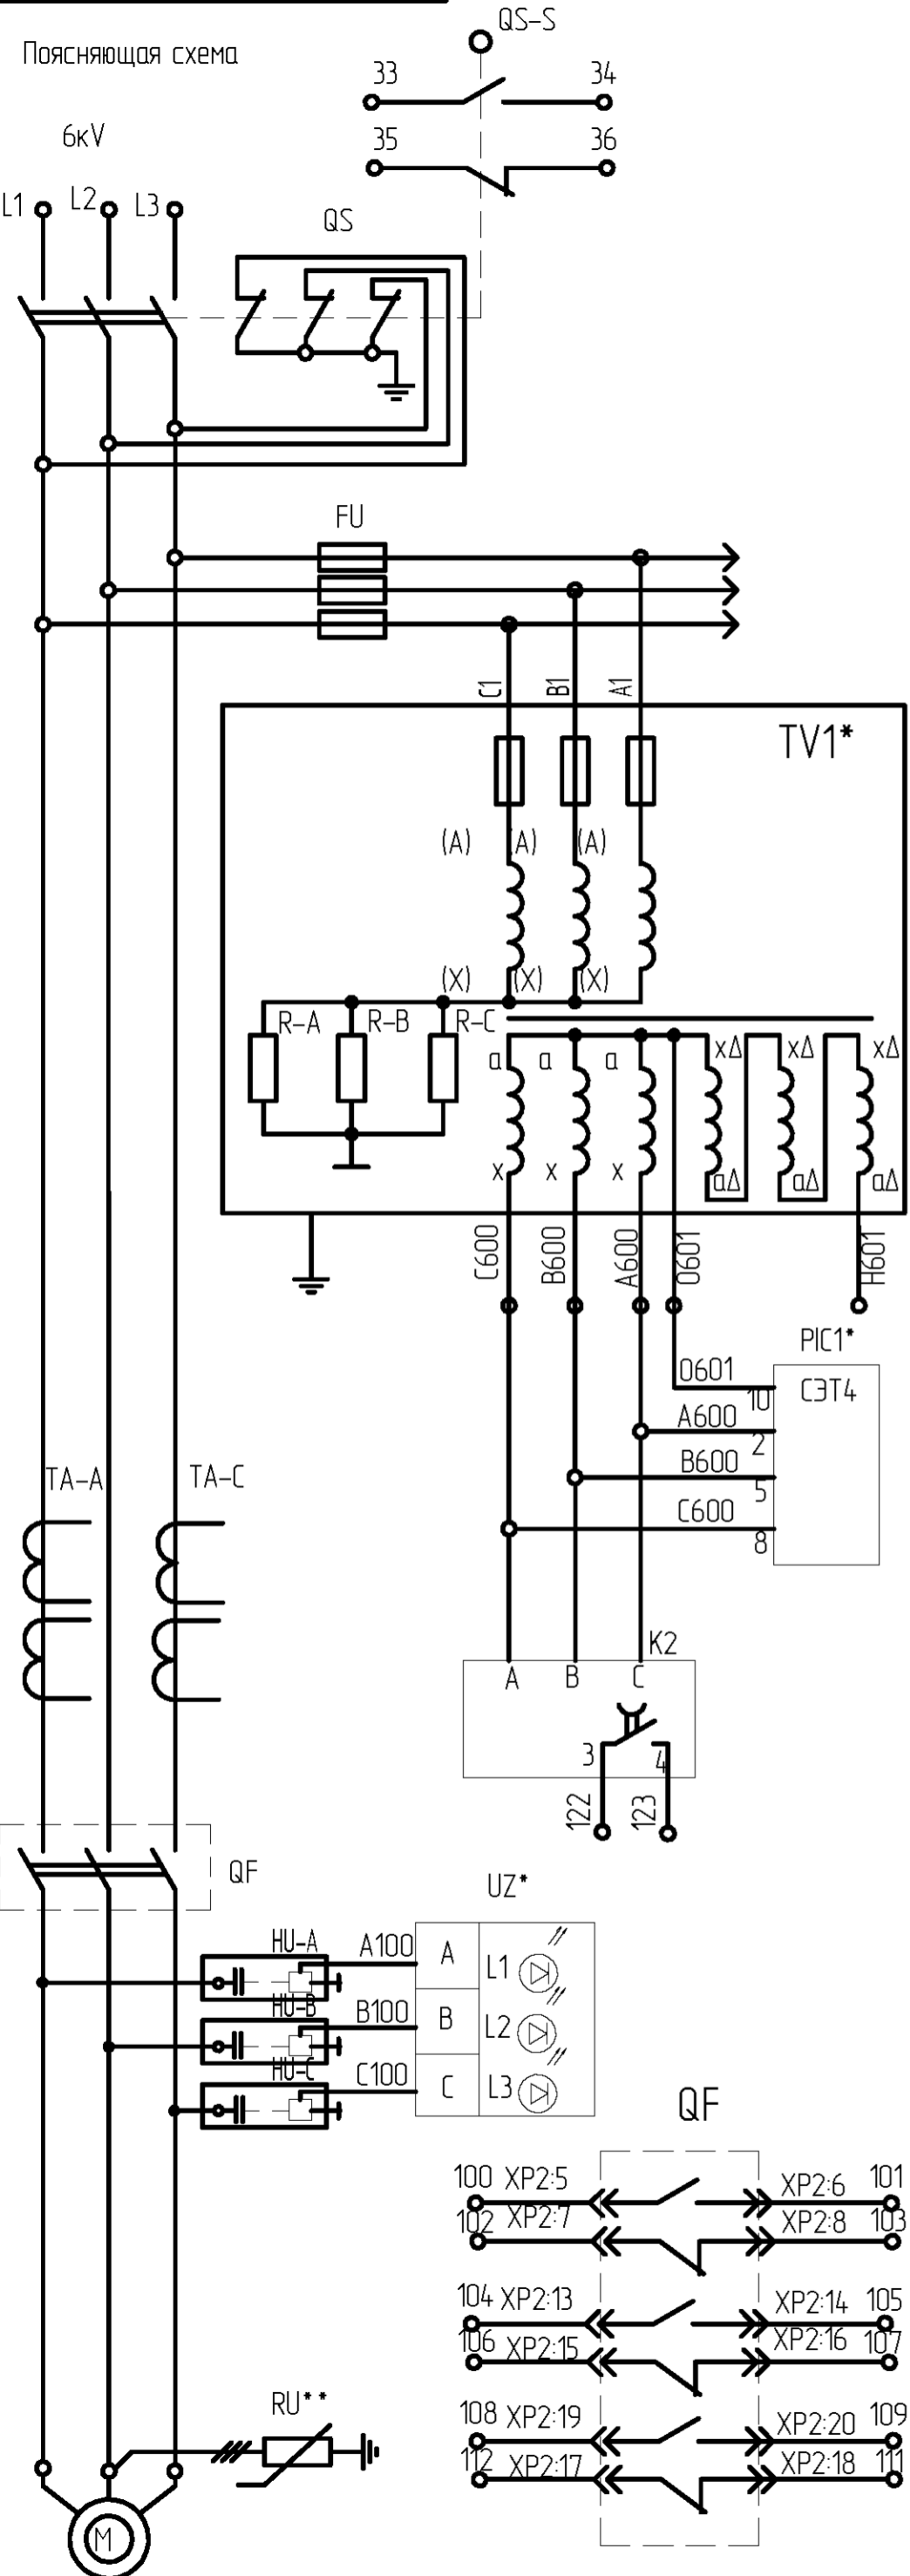 QS-S
Поясняющая схема
33 34
6кV
35 36
L1 L2 L3
QS
FU
C1 B1 A1
TV1*
(A) (A) (A)
(X) (X) (X)
R-A R-B R-C
a a a xΔ xΔ xΔ
x x x aΔ aΔ aΔ
C600 B600 A600 0601 H601
PIC1*
0601 СЭТ4
10
A600
2
B600
5
C600
8
TA-A TA-C
K2
A B C
3 4
122 123
QF
UZ*
HU-A A100 A L1
HU-B B100 B L2
HU-C C100 C L3
QF
100 XP2:5 XP2:6 101
102 XP2:7 XP2:8 103
104 XP2:13 XP2:14 105
106 XP2:15 XP2:16 107
108 XP2:19 XP2:20 109
112 XP2:17 XP2:18 111
RU**
M